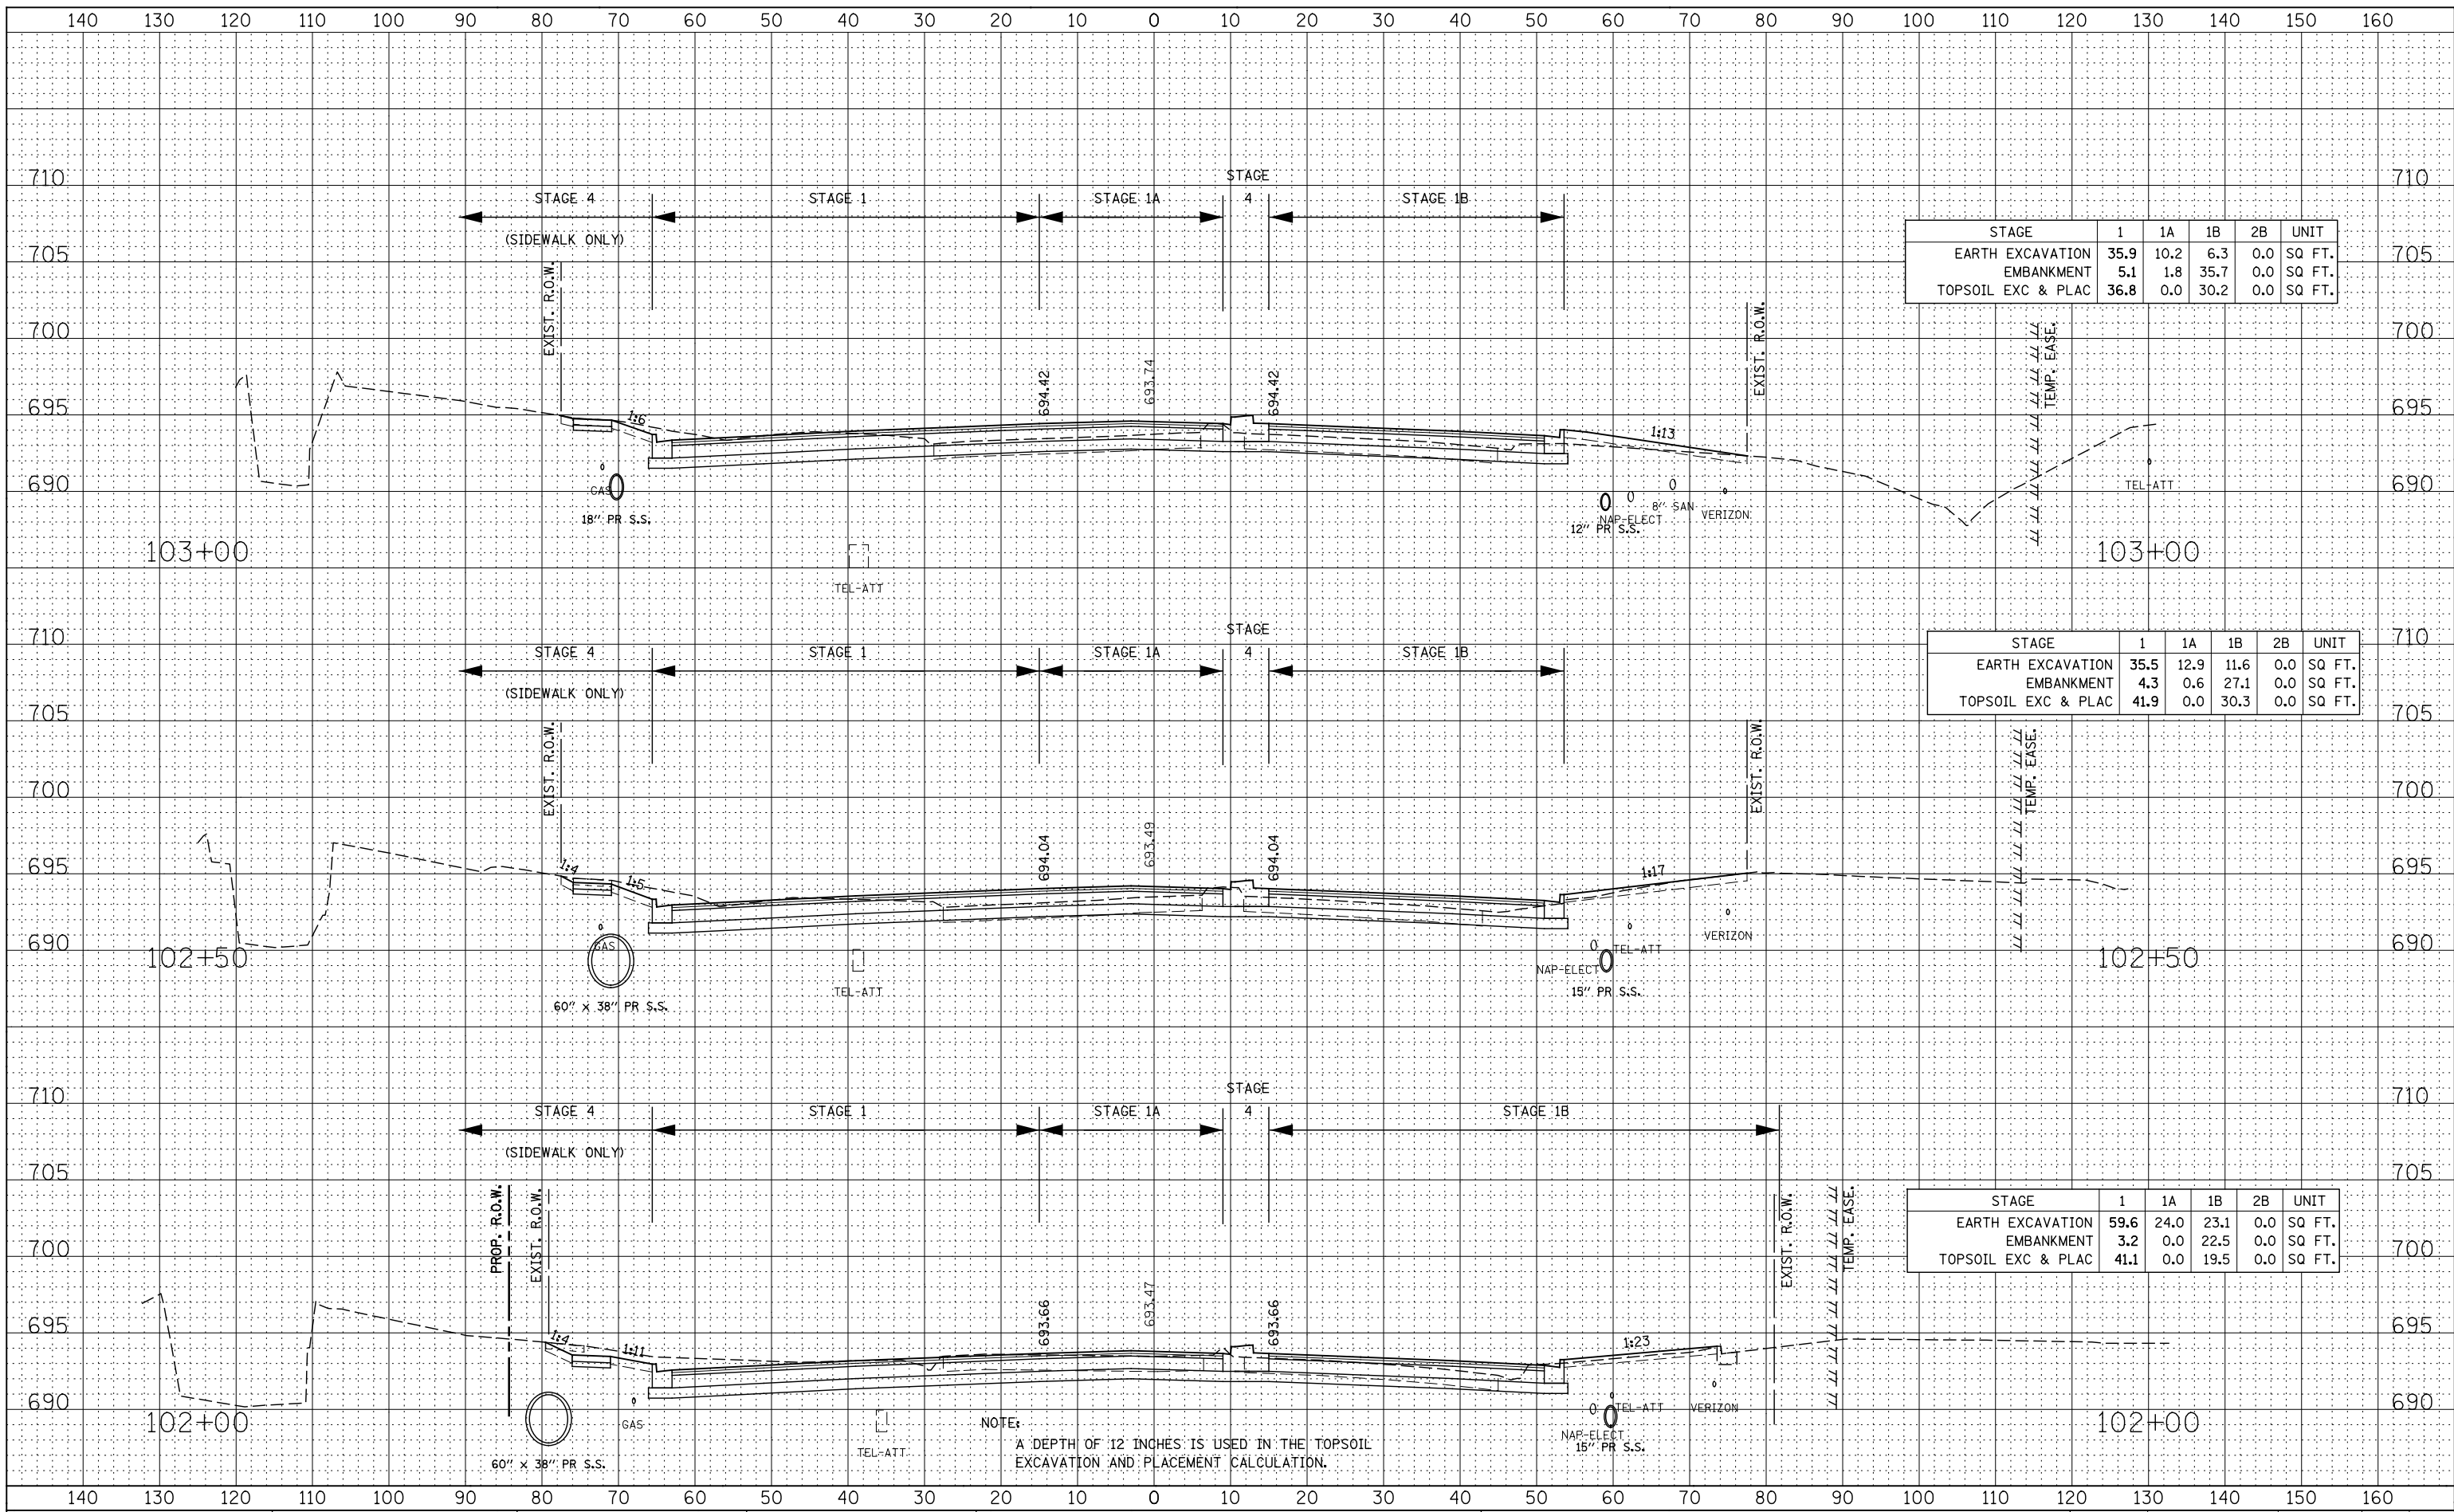 140 130 120 110 100 90 80 70 60 50 40 30 20 10 0 10 20 30 40 50 60 70 80 90 100 110 120 130 140 150 160
710 STAGE 710
STAGE 4 STAGE 1 STAGE 1A 4 STAGE 1B
(SIDEWALK ONLY)
STAGE 1 1A 1B 2B UNIT
EARTH EXCAVATION 35.9 10.2 6.3 0.0 SQ FT.
EMBANKMENT 5.1 1.8 35.7 0.0 SQ FT.
TOPSOIL EXC & PLAC 36.8 0.0 30.2 0.0 SQ FT.
705 705
EXIST. R.O.W.
EXIST. R.O.W.
TEMP. EASE.
700 700
694.42 693.74 694.42
695 695
1:6 1:13
690 690
GAS
18" PR S.S.
8" SAN
NAP-ELECT
VERIZON
12" PR S.S.
TEL-ATT
103+00 103+00
TEL-ATT
710 STAGE 710
STAGE 4 STAGE 1 STAGE 1A 4 STAGE 1B
(SIDEWALK ONLY)
STAGE 1 1A 1B 2B UNIT
EARTH EXCAVATION 35.5 12.9 11.6 0.0 SQ FT.
EMBANKMENT 4.3 0.6 27.1 0.0 SQ FT.
TOPSOIL EXC & PLAC 41.9 0.0 30.3 0.0 SQ FT.
705 705
EXIST. R.O.W.
EXIST. R.O.W.
TEMP. EASE.
700 700
694.04 693.49 694.04
695 695
1:4 1:5 1:17
VERIZON
690 690
GAS
TEL-ATT
102+50 102+50
NAP-ELECT
TEL-ATT
15" PR S.S.
60" x 38" PR S.S.
710 STAGE 710
STAGE 4 STAGE 1 STAGE 1A 4 STAGE 1B
(SIDEWALK ONLY)
705 705
PROP. R.O.W.
EXIST. R.O.W.
EXIST. R.O.W.
TEMP. EASE.
STAGE 1 1A 1B 2B UNIT
EARTH EXCAVATION 59.6 24.0 23.1 0.0 SQ FT.
EMBANKMENT 3.2 0.0 22.5 0.0 SQ FT.
TOPSOIL EXC & PLAC 41.1 0.0 19.5 0.0 SQ FT.
700 700
693.66 693.47 693.66
695 695
1:4 1:11 1:23
690 690
TEL-ATT VERIZON
102+00 102+00
GAS
NAP-ELECT
15" PR S.S.
TEL-ATT
60" x 38" PR S.S.
NOTE:
A DEPTH OF 12 INCHES IS USED IN THE TOPSOIL
EXCAVATION AND PLACEMENT CALCULATION.
140 130 120 110 100 90 80 70 60 50 40 30 20 10 0 10 20 30 40 50 60 70 80 90 100 110 120 130 140 150 160